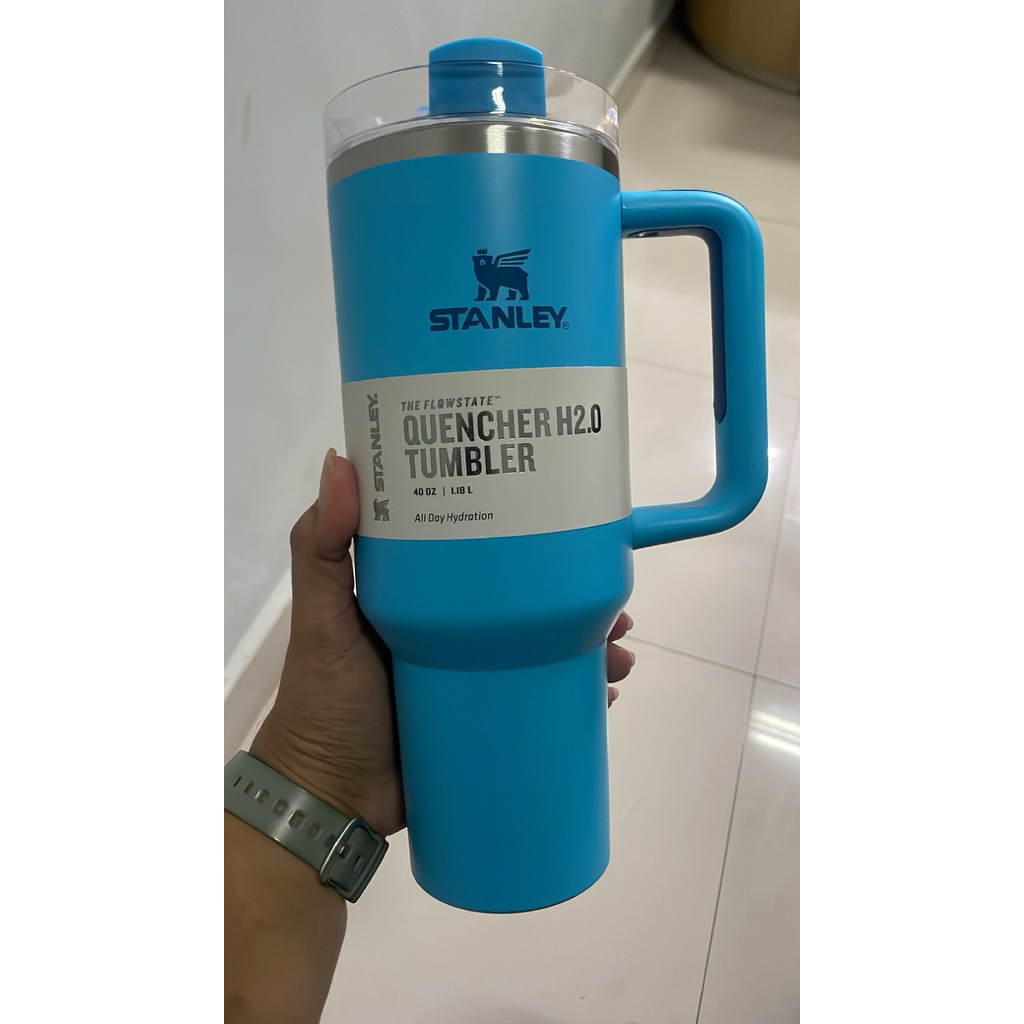 STANLEY®
STANLEY
THE FLOWSTATE™
QUENCHER H2.0
TUMBLER
40 OZ | 1.18 L
All Day Hydration